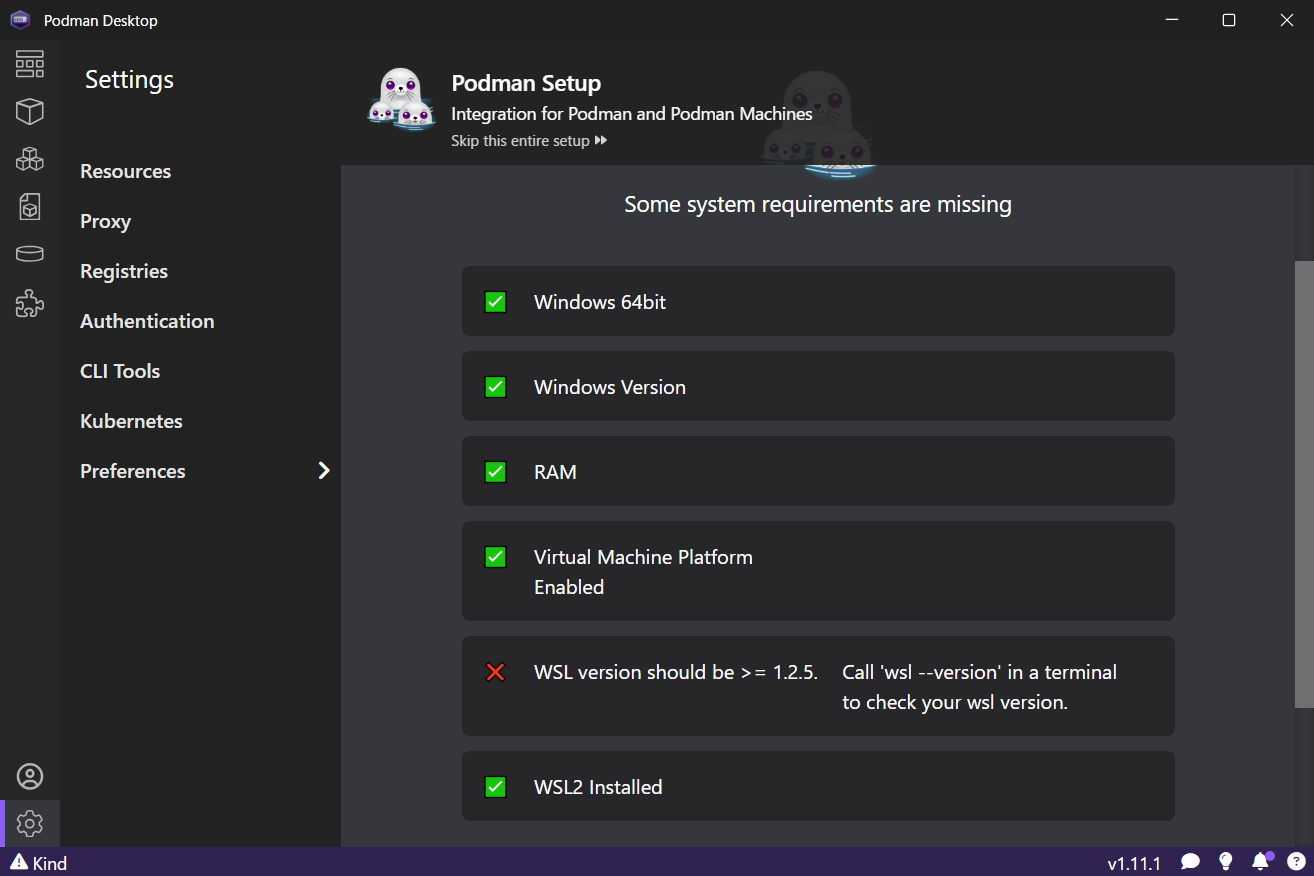 Podman Desktop
Settings
Resources
Proxy
Registries
Authentication
CLI Tools
Kubernetes
Preferences
Podman Setup
Integration for Podman and Podman Machines
Skip this entire setup
Some system requirements are missing
Windows 64bit
Windows Version
RAM
Virtual Machine Platform
Enabled
WSL version should be >= 1.2.5.
Call 'wsl --version' in a terminal
to check your wsl version.
WSL2 Installed
Kind
v1.11.1